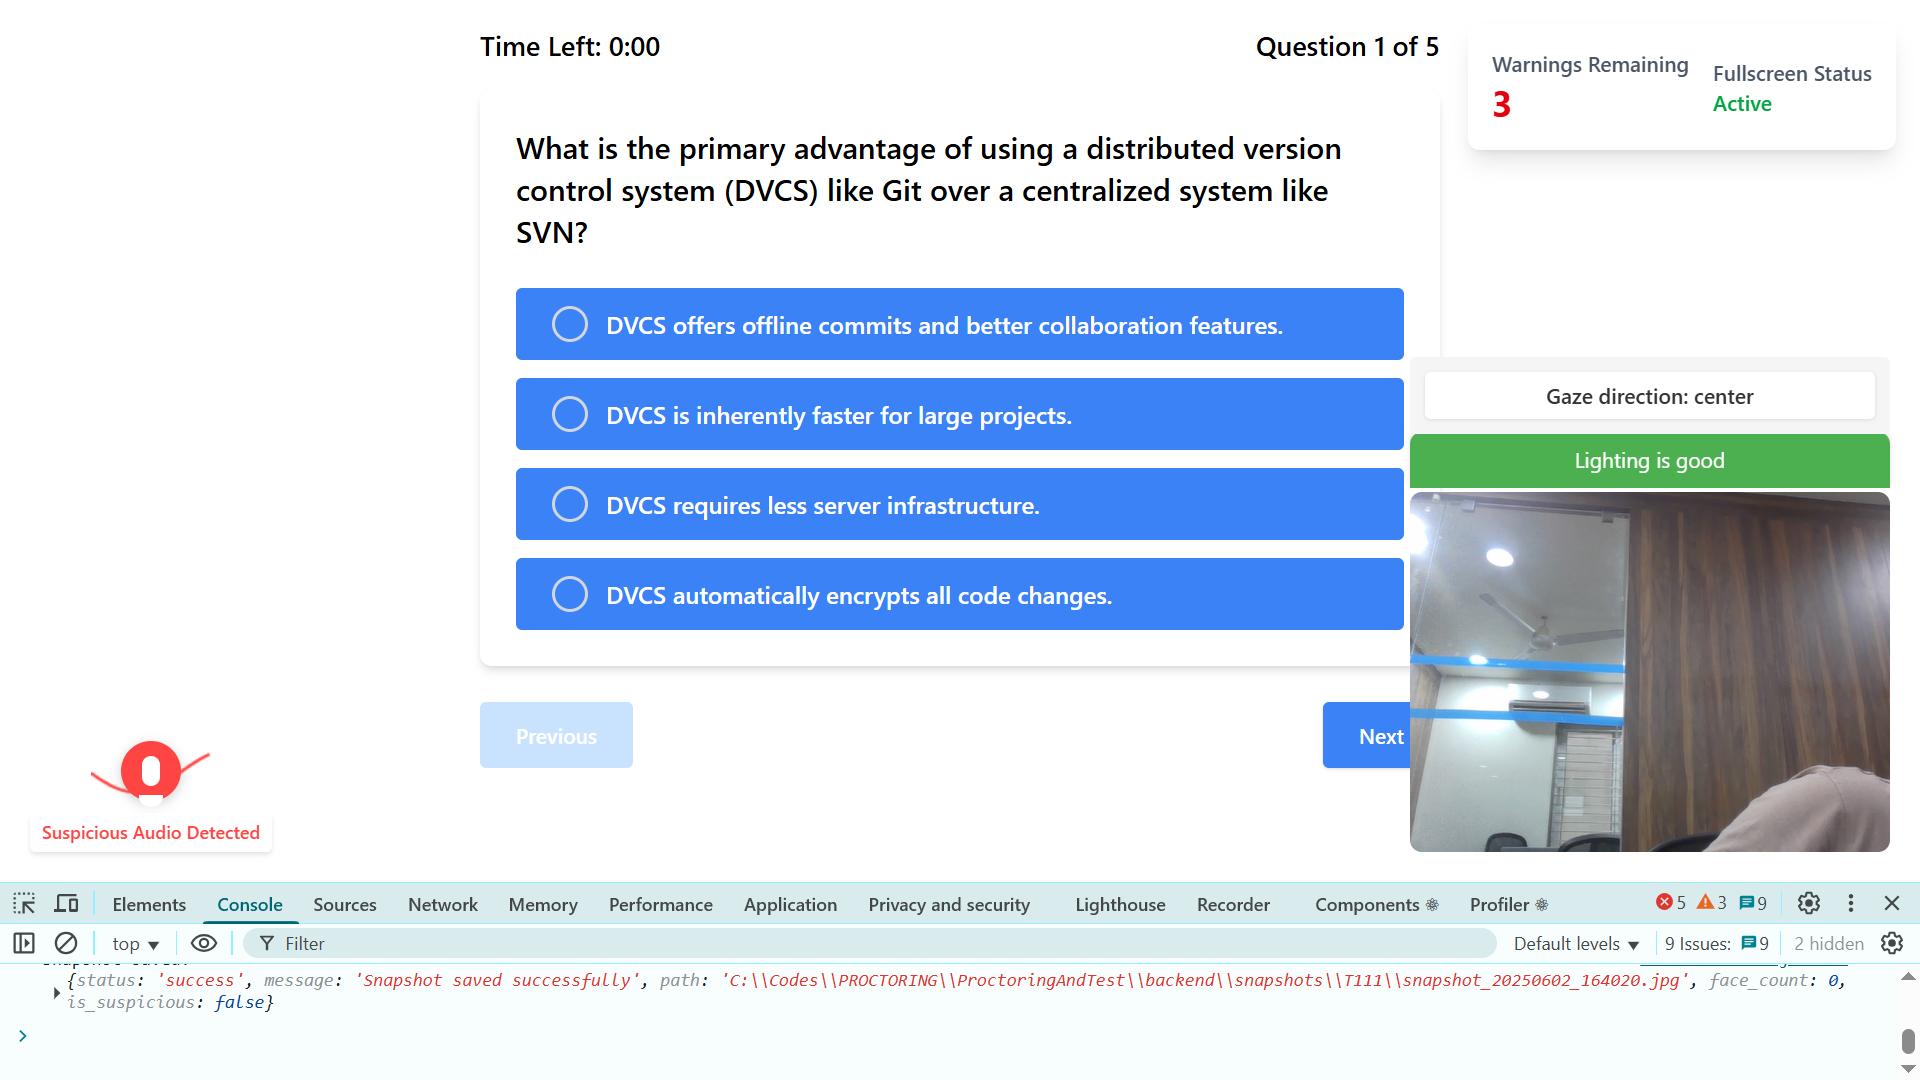 Time Left: 0:00
Question 1 of 5
Warnings Remaining
3
Fullscreen Status
Active
What is the primary advantage of using a distributed version
control system (DVCS) like Git over a centralized system like
SVN?
DVCS offers offline commits and better collaboration features.
DVCS is inherently faster for large projects.
DVCS requires less server infrastructure.
DVCS automatically encrypts all code changes.
Gaze direction: center
Lighting is good
Previous
Next
Suspicious Audio Detected
Elements Console Sources Network Memory Performance Application Privacy and security Lighthouse Recorder Components Profiler 5 3 9
top Filter Default levels 9 Issues: 9 2 hidden
{status: 'success', message: 'Snapshot saved successfully', path: 'C:\\Codes\\PROCTORING\\ProctoringAndTest\\backend\\snapshots\\T111\\snapshot_20250602_164020.jpg', face_count: 0,
is_suspicious: false}